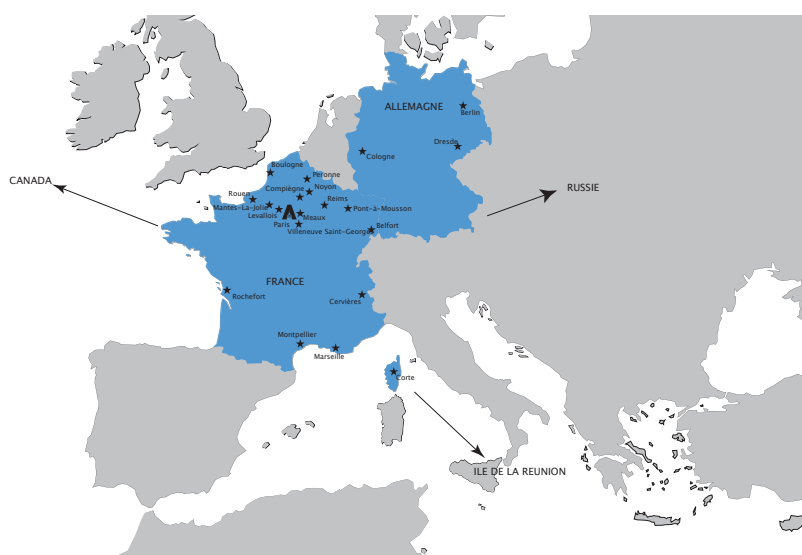 ALLEMAGNE
Berlin
Dresde
Cologne
Boulogne
Peronne
Noyon
Compiègne
Rouen
Reims
Mantes-La-Jolie
Pont-à-Mousson
Levallois
Meaux
Paris
Belfort
Villeneuve Saint-Georges
CANADA
RUSSIE
FRANCE
Rochefort
Cervières
Montpellier
Marseille
Corte
ILE DE LA REUNION